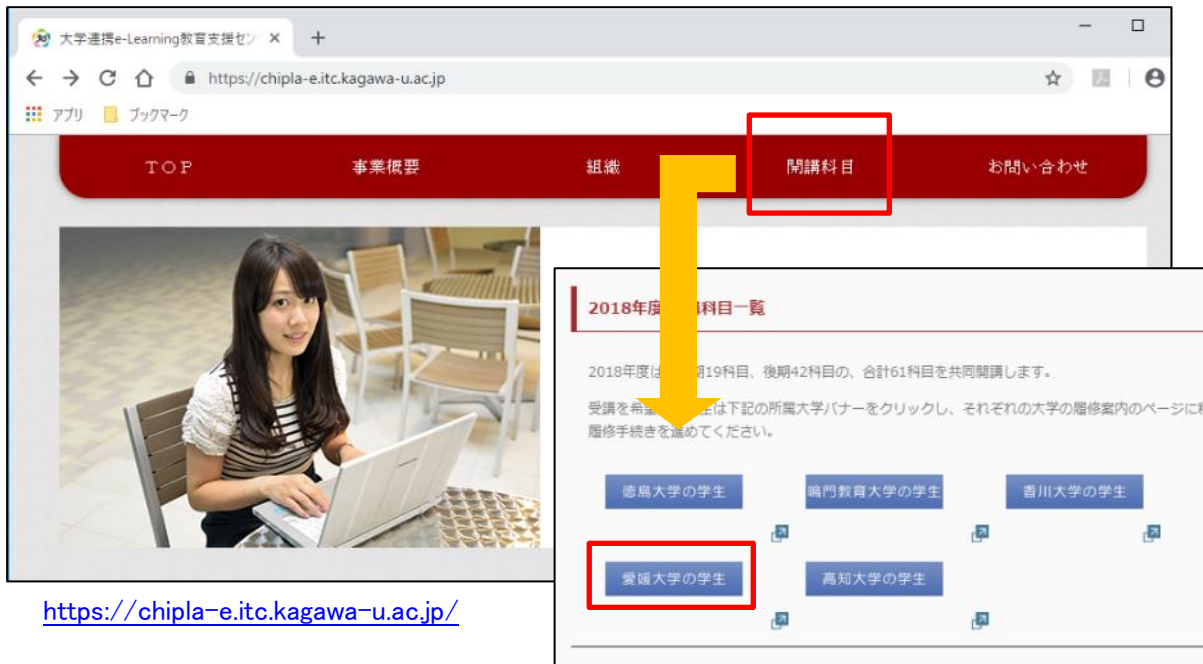 大学連携e-Learning教育支援セン
https://chipla-e.itc.kagawa-u.ac.jp
アプリ ブックマーク
TOP 事業概要 組織 開講科目 お問い合わせ
2018年度 科目一覧
2018年度は 期19科目、後期42科目の、合計61科目を共同開講します。
受講を希 生は下記の所属大学バナーをクリックし、それぞれの大学の履修案内のページに
履修手続きを進めてください。
徳島大学の学生 鳴門教育大学の学生 香川大学の学生
愛媛大学の学生 高知大学の学生
https://chipla-e.itc.kagawa-u.ac.jp/